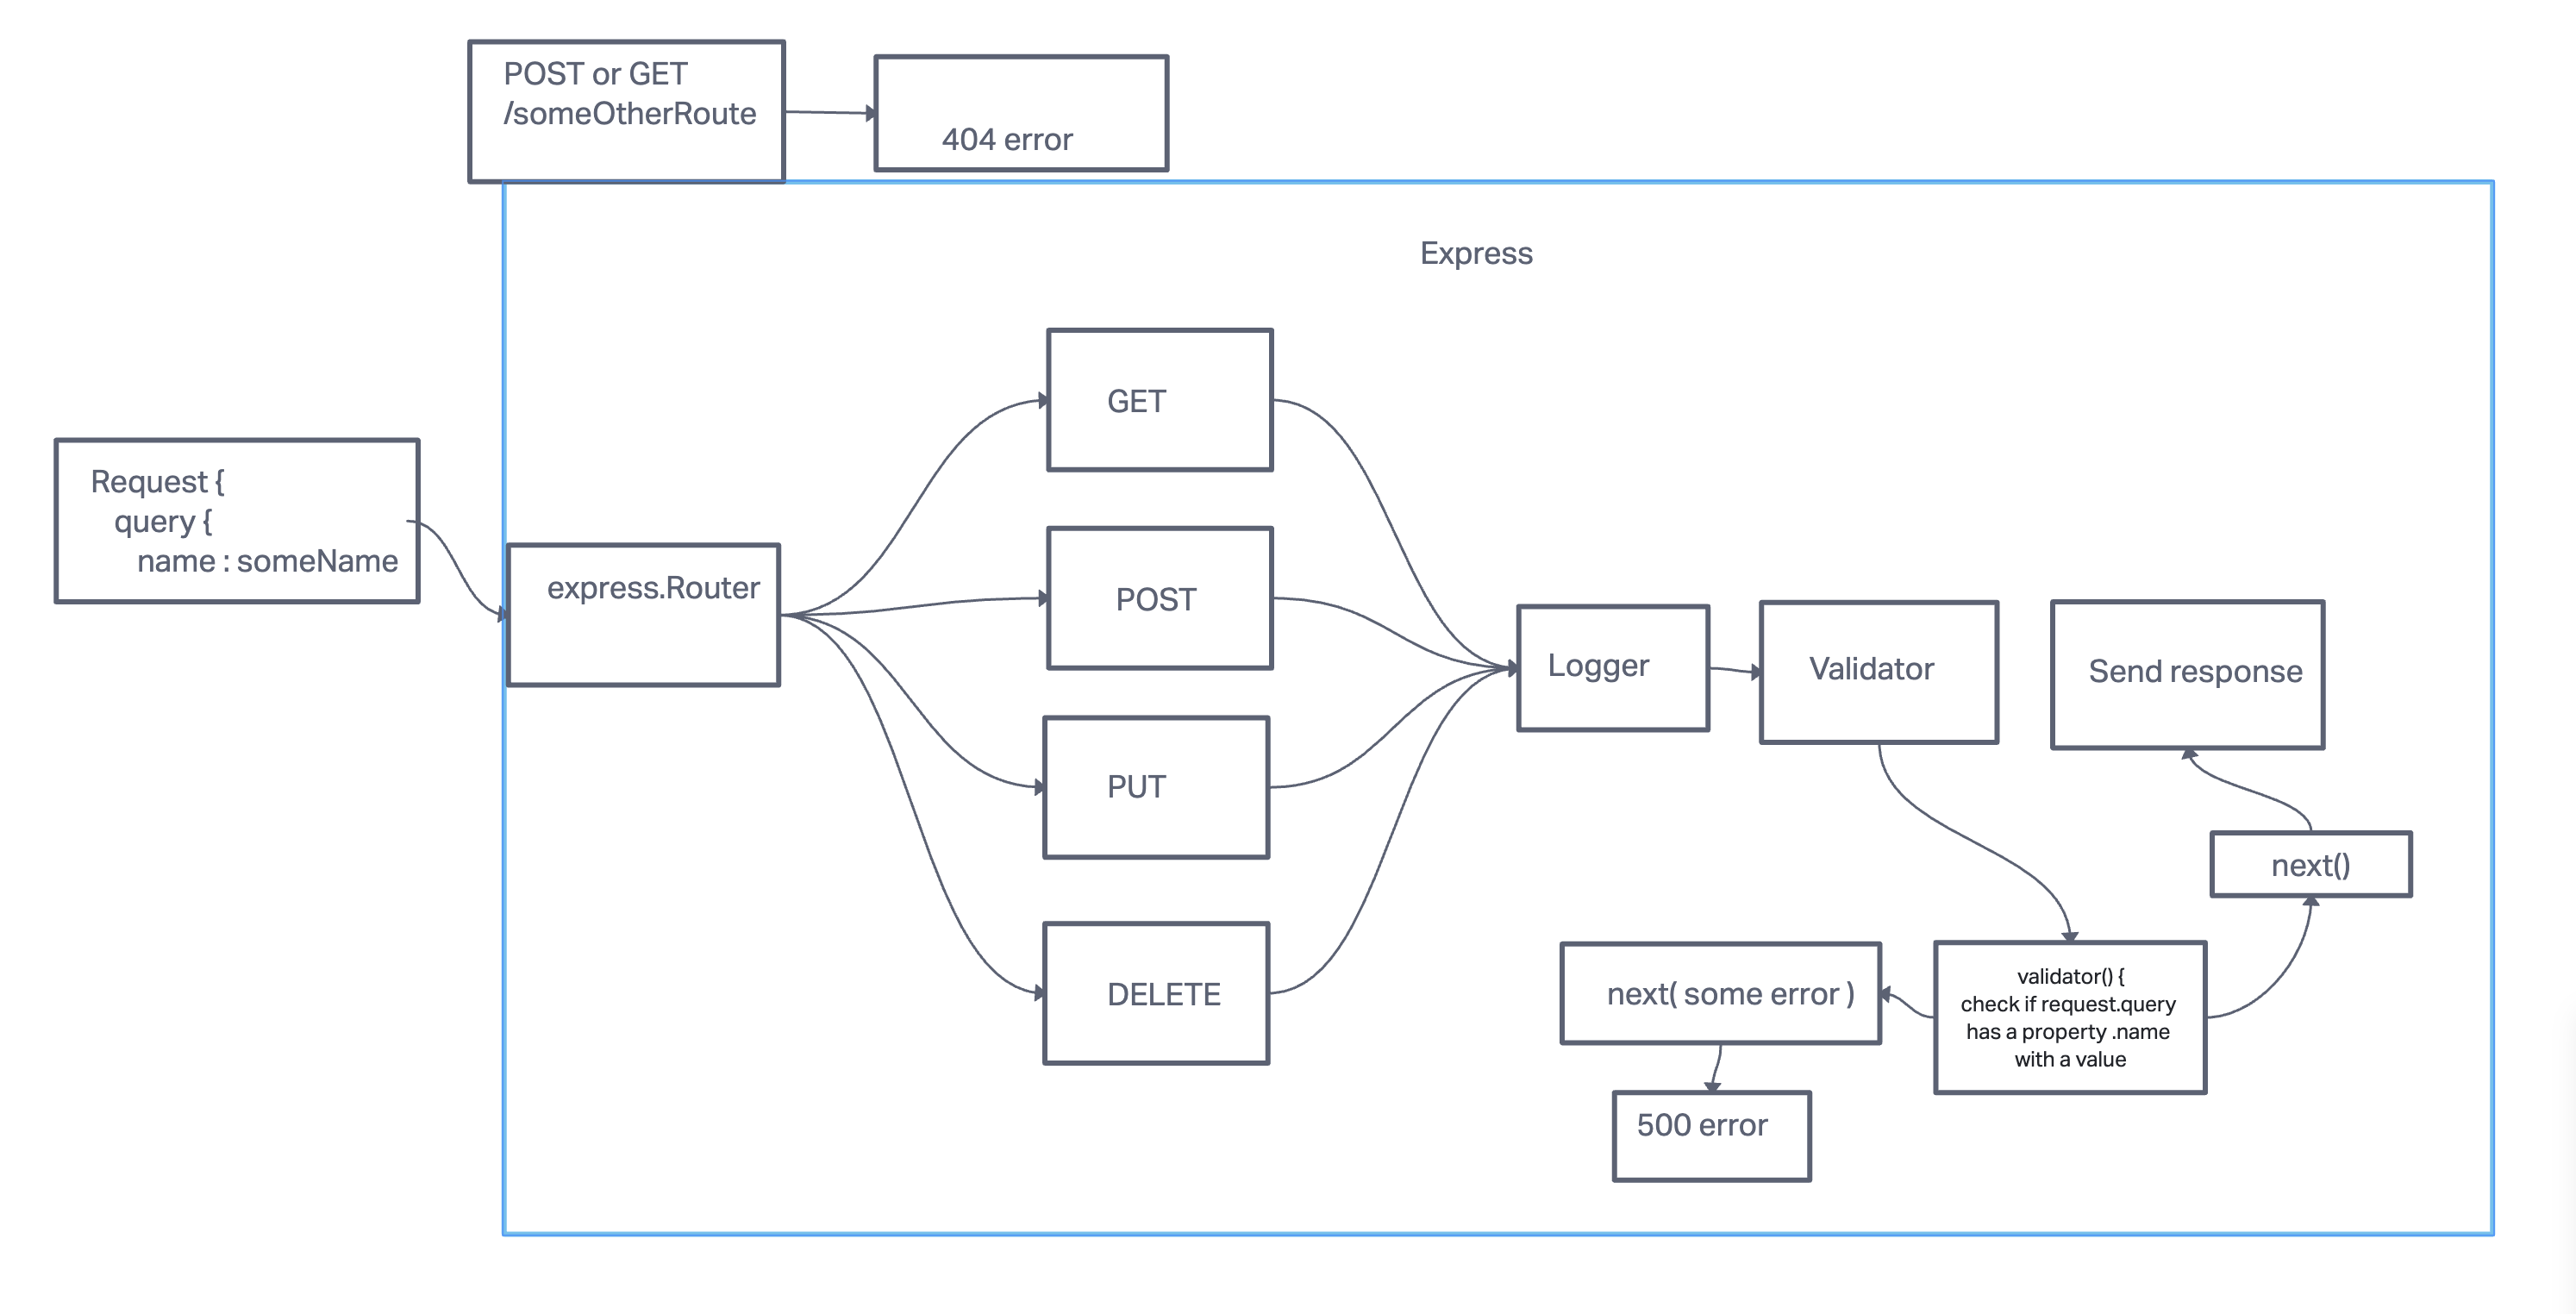 POST or GET
/someOtherRoute
404 error
Express
Request {
query {
name : someName
express.Router
GET
POST
PUT
DELETE
Logger
Validator
Send response
next()
validator() {
check if request.query
has a property .name
with a value
next( some error )
500 error